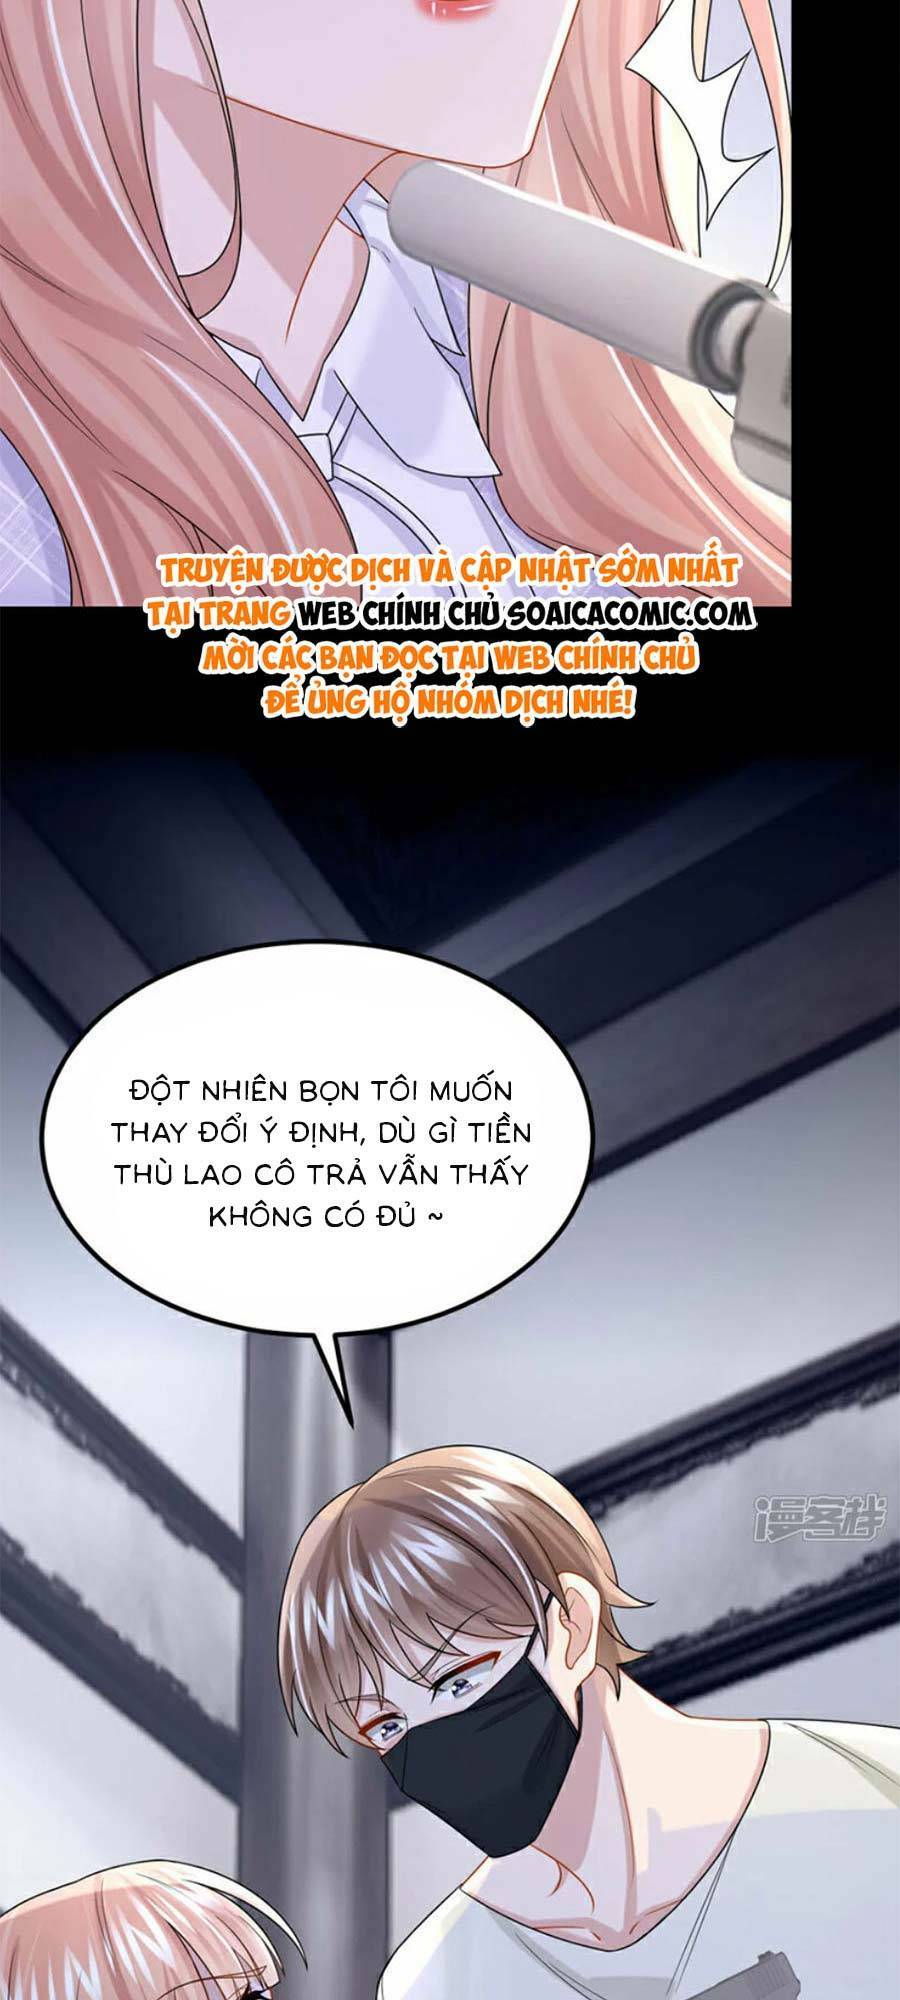 TRUYỆN ĐƯỢC DỊCH VÀ CẬP NHẬT SỚM NHẤT
TẠI TRANG WEB CHÍNH CHỦ SOAICACOMIC.COM
MỜI CÁC BẠN ĐỌC TẠI WEB CHÍNH CHỦ
ĐỂ ỦNG HỘ NHÓM DỊCH NHÉ!
ĐỘT NHIÊN BỌN TÔI MUỐN
THAY ĐỔI Ý ĐỊNH, DÙ GÌ TIỀN
THÙ LAO CÔ TRẢ VẪN THẤY
KHÔNG CÓ ĐỦ ~
漫客栈